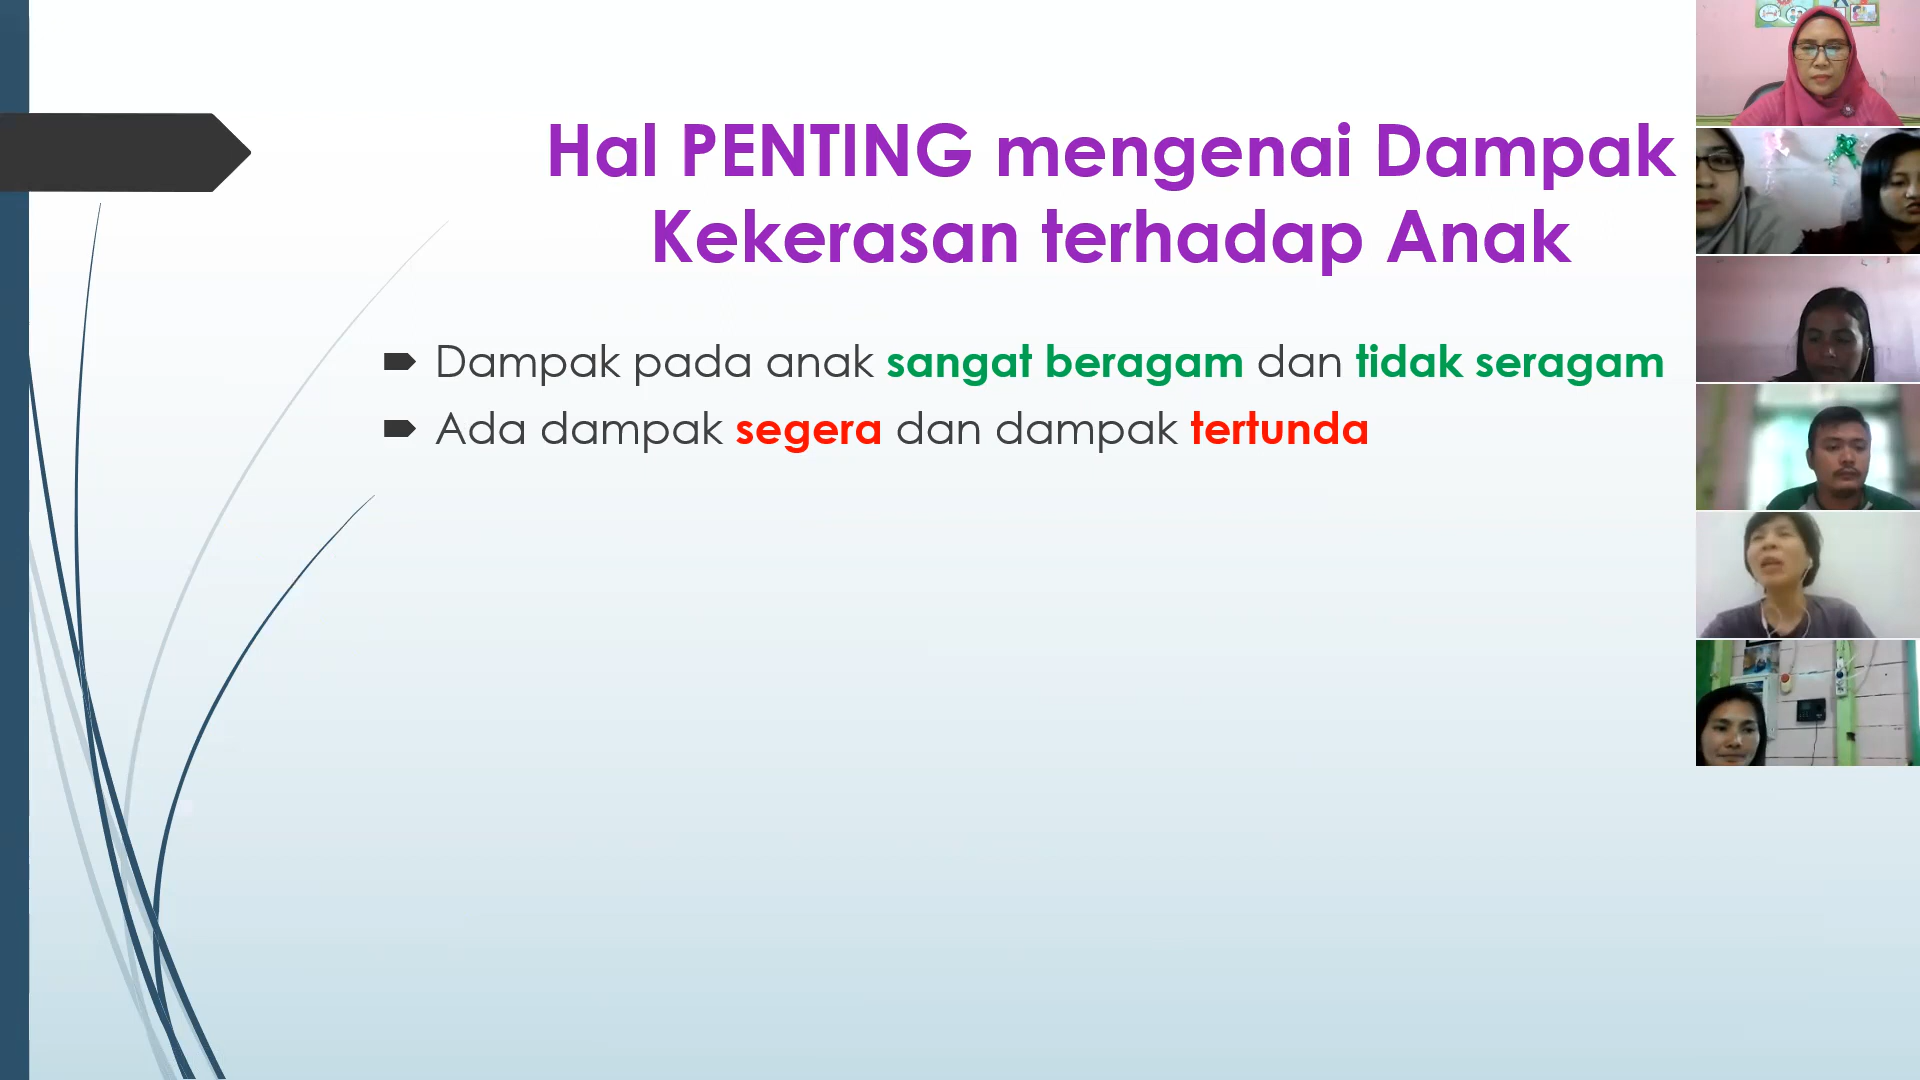 Hal PENTING mengenai Dampak
Kekerasan terhadap Anak
Dampak pada anak sangat beragam dan tidak seragam
Ada dampak segera dan dampak tertunda